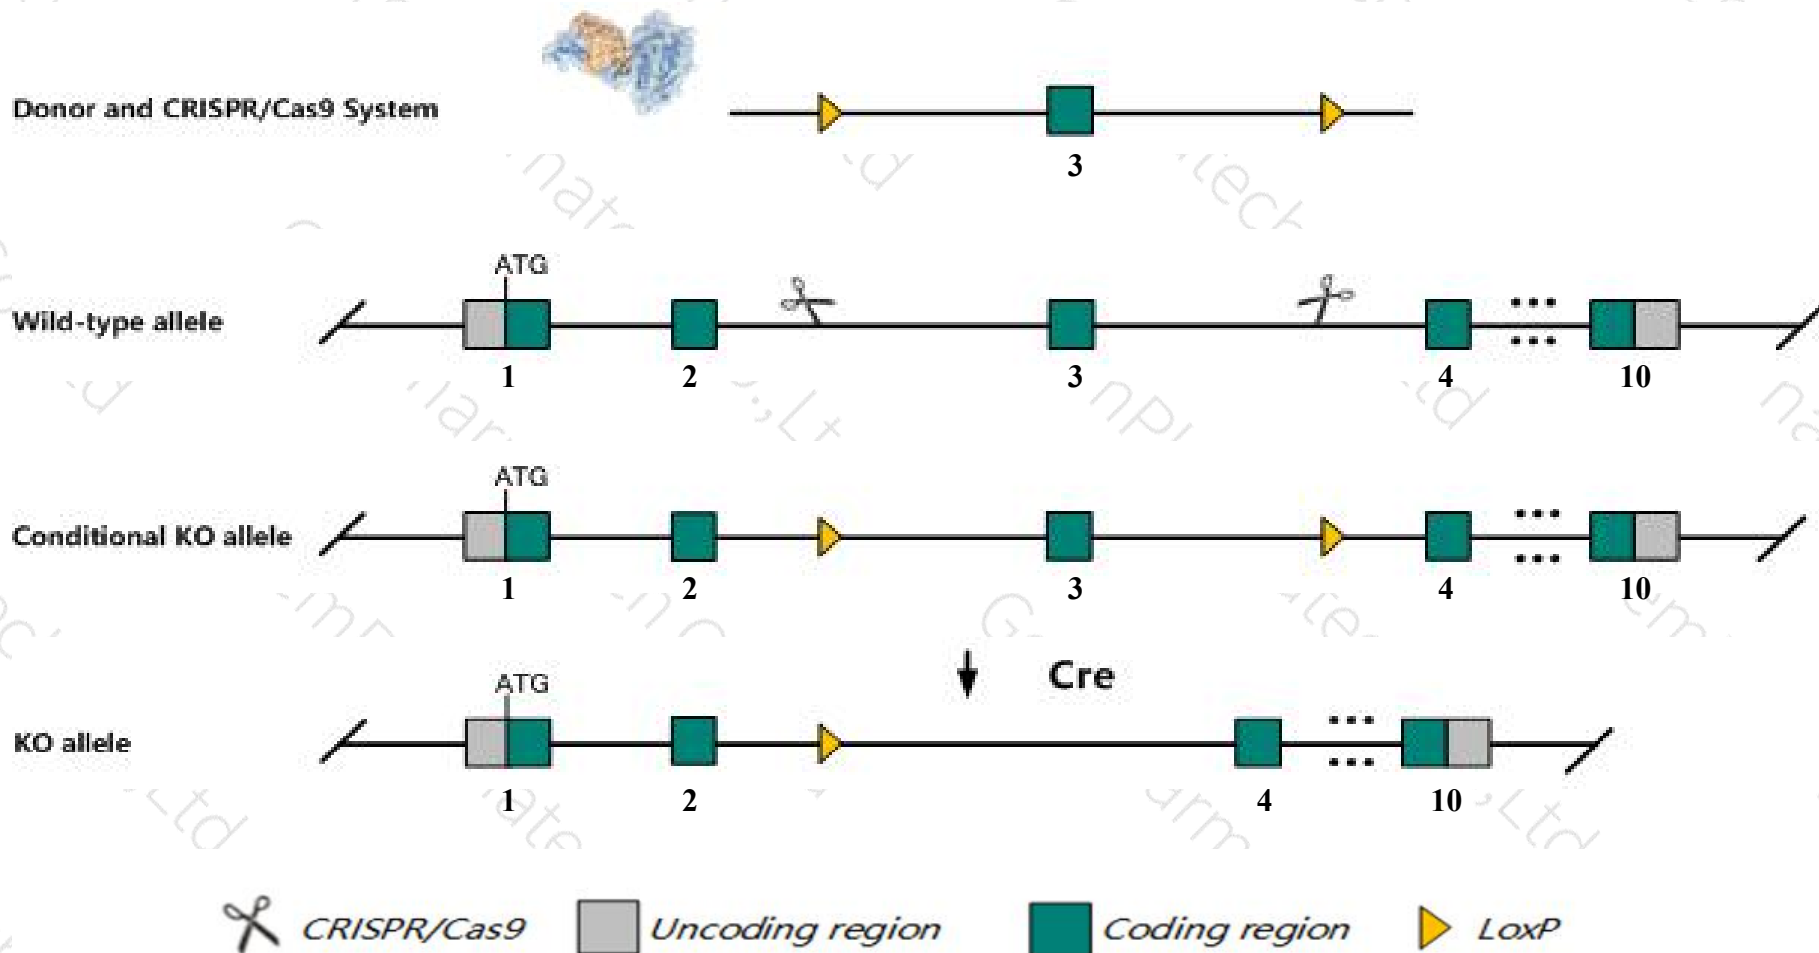 Donor and CRISPR/Cas9 System
3
ATG
Wild-type allele
1 2 3 4 10
ATG
Conditional KO allele
1 2 3 4 10
Cre
ATG
KO allele
1 2 4 10
CRISPR/Cas9 Uncoding region Coding region LoxP